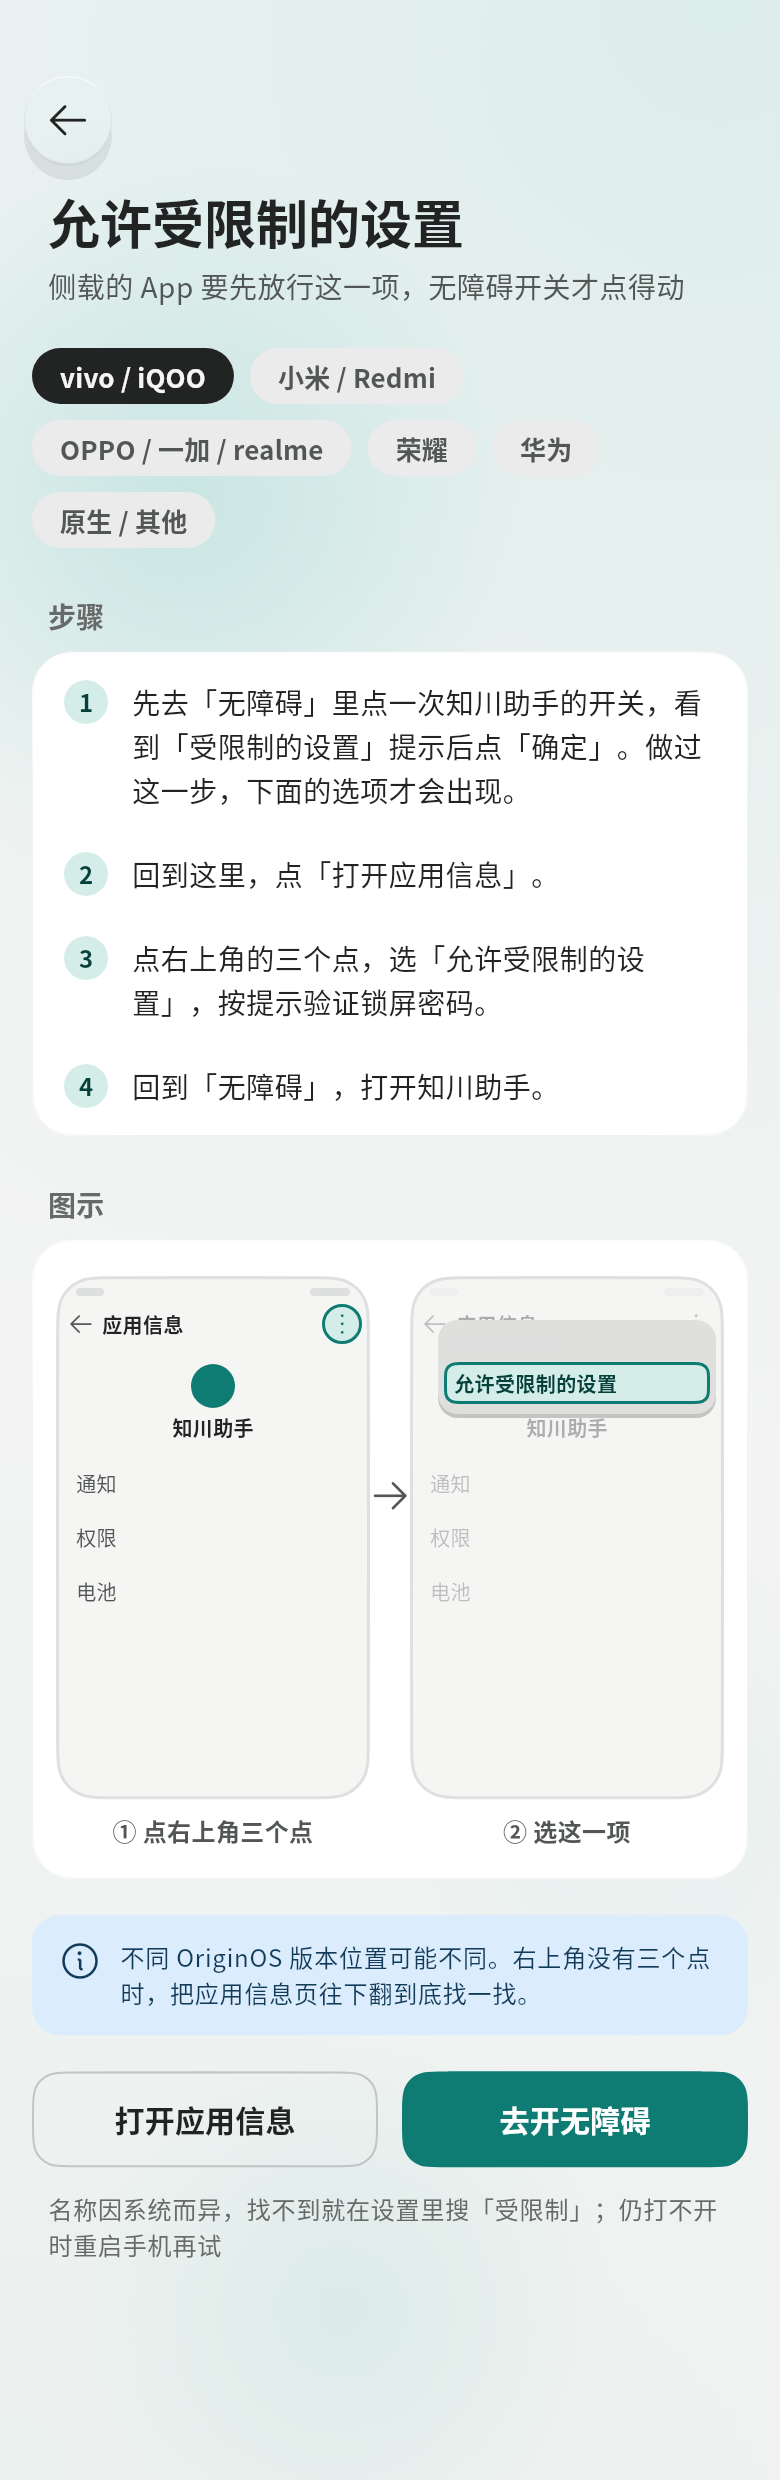 允许受限制的设置
侧载的 App 要先放行这一项，无障碍开关才点得动
vivo / iQOO
小米 / Redmi
OPPO / 一加 / realme
荣耀
华为
原生 / 其他
步骤
1 先去「无障碍」里点一次知川助手的开关，看
到「受限制的设置」提示后点「确定」。做过
这一步，下面的选项才会出现。
2 回到这里，点「打开应用信息」。
3 点右上角的三个点，选「允许受限制的设
置」，按提示验证锁屏密码。
4 回到「无障碍」，打开知川助手。
图示
应用信息
知川助手
通知
权限
电池
① 点右上角三个点
应用信息
允许受限制的设置
知川助手
通知
权限
电池
② 选这一项
不同 OriginOS 版本位置可能不同。右上角没有三个点
时，把应用信息页往下翻到底找一找。
打开应用信息
去开无障碍
名称因系统而异，找不到就在设置里搜「受限制」；仍打不开
时重启手机再试